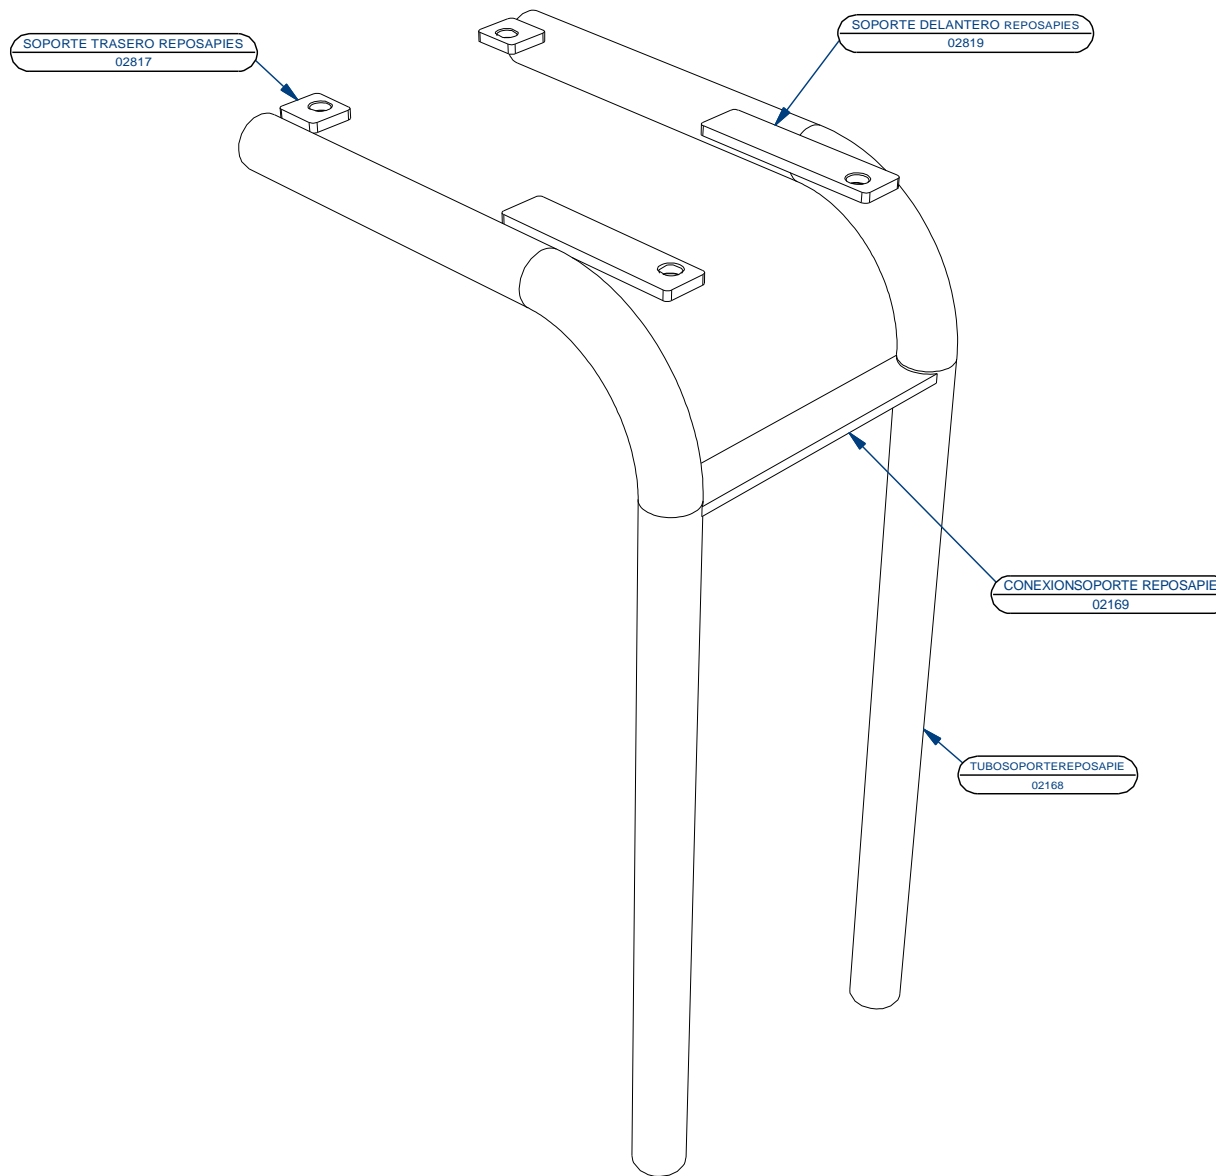 SOPORTE TRASERO REPOSAPIES
02817
SOPORTE DELANTERO REPOSAPIES
02819
CONEXIONSOPORTE REPOSAPIE
02169
TUBOSOPORTEREPOSAPIE
02168